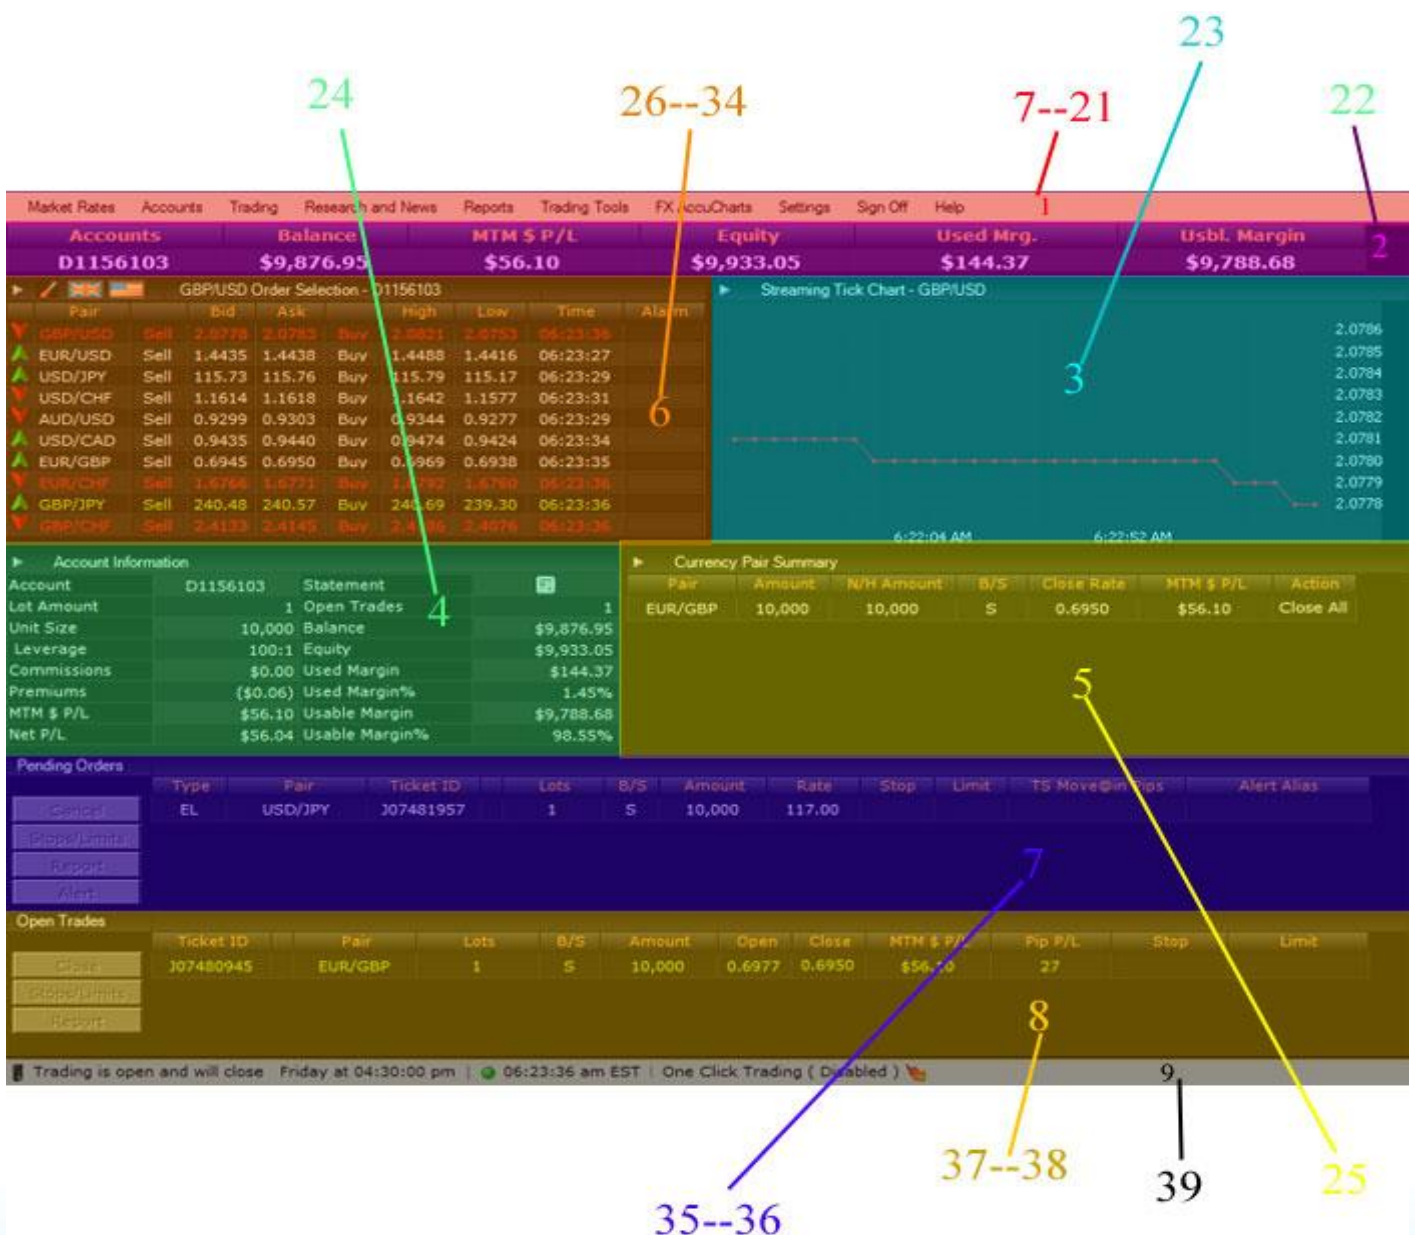 23
24 26--34 7--21 22
Market Rates Accounts Trading Research and News Reports Trading Tools FX AccuCharts Settings Sign Off Help 1
Accounts Balance MTM $ P/L Equity Used Mrg. Usbl. Margin
D1156103 $9,876.95 $56.10 $9,933.05 $144.37 $9,788.68 2
GBP/USD Order Selection - D1156103
Pair Bid Ask High Low Time Alarm
GBP/USD Sell 2.0778 2.0783 Buy 2.0821 2.0753 06:23:36
EUR/USD Sell 1.4435 1.4438 Buy 1.4488 1.4416 06:23:27
USD/JPY Sell 115.73 115.76 Buy 115.79 115.17 06:23:29
USD/CHF Sell 1.1614 1.1618 Buy 1.1642 1.1577 06:23:31
AUD/USD Sell 0.9299 0.9303 Buy 0.9344 0.9277 06:23:29
6
USD/CAD Sell 0.9435 0.9440 Buy 0.9474 0.9424 06:23:34
EUR/GBP Sell 0.6945 0.6950 Buy 0.6969 0.6938 06:23:35
EUR/CHF Sell 1.6766 1.6771 Buy 1.6760 06:23:36
GBP/JPY Sell 240.48 240.57 Buy 240.69 239.30 06:23:36
GBP/CHF Sell 2.4133 2.4145 Buy 2.4076 06:23:36
Streaming Tick Chart - GBP/USD
2.0786
2.0785
2.0784
3
2.0783
2.0782
2.0781
2.0780
2.0779
2.0778
6:22:04 AM 6:22:52 AM
Account Information
Account D1156103 Statement
Lot Amount 1 Open Trades 1
4
Unit Size 10,000 Balance $9,876.95
Leverage 100:1 Equity $9,933.05
Commissions $0.00 Used Margin $144.37
Premiums ($0.06) Used Margin% 1.45%
MTM $ P/L $56.10 Usable Margin $9,788.68
Net P/L $56.04 Usable Margin% 98.55%
Currency Pair Summary
Pair Amount N/H Amount B/S Close Rate MTM $ P/L Action
EUR/GBP 10,000 10,000 S 0.6950 $56.10 Close All
5
Pending Orders
Type Pair Ticket ID Lots B/S Amount Rate Stop Limit TS Move@in Pips Alert Alias
Cancel EL USD/JPY J07481957 1 S 10,000 117.00
Stops/Limits
Report 7
Alert
Open Trades
Ticket ID Pair Lots B/S Amount Open Close MTM $ P/L Pip P/L Stop Limit
Close J07480945 EUR/GBP 1 S 10,000 0.6977 0.6950 $56.10 27
Stops/Limits
Report 8
Trading is open and will close Friday at 04:30:00 pm | 06:23:36 am EST | One Click Trading ( Disabled ) 9
37--38 39 25
35--36